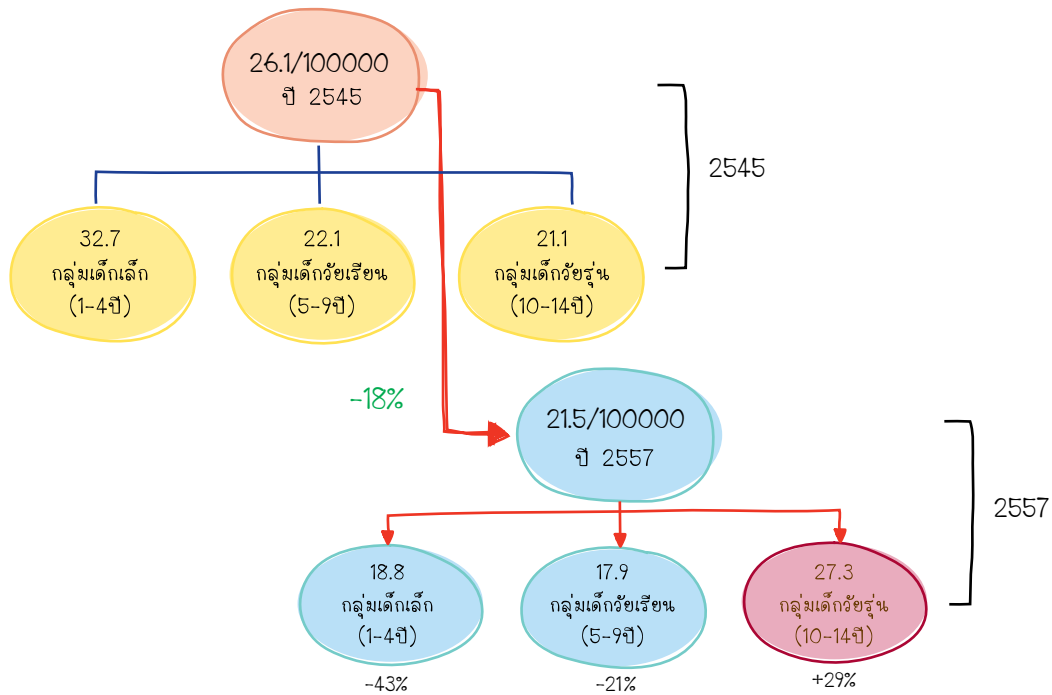 26.1/100000
ปี 2545
2545
32.7
กลุ่มเด็กเล็ก
(1-4ปี)
22.1
กลุ่มเด็กวัยเรียน
(5-9ปี)
21.1
กลุ่มเด็กวัยรุ่น
(10-14ปี)
-18%
21.5/100000
ปี 2557
2557
18.8
กลุ่มเด็กเล็ก
(1-4ปี)
-43%
17.9
กลุ่มเด็กวัยเรียน
(5-9ปี)
-21%
27.3
กลุ่มเด็กวัยรุ่น
(10-14ปี)
+29%